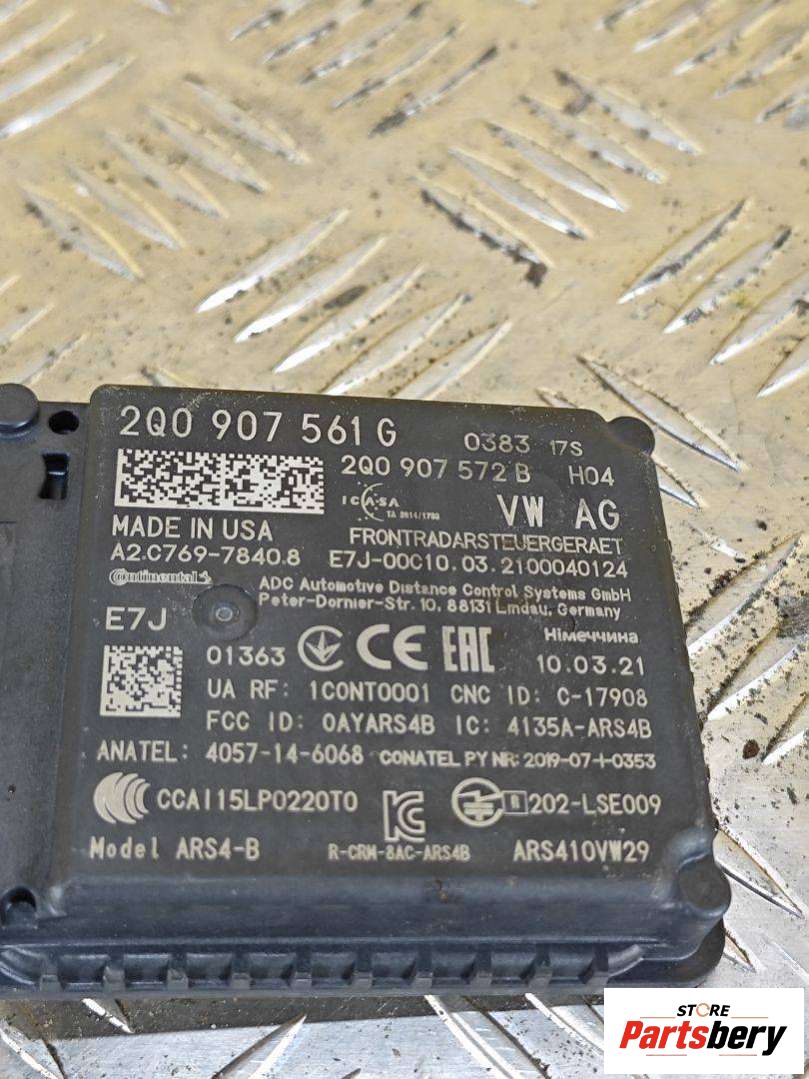 2Q0 907 561 G 0383 17S
2Q0 907 572 B H04
ICASA
TA 2014/1793
VW AG
MADE IN USA
FRONTRADARSTEUERGERAET
A2C769-7840.8 E7J-00C10.03.2100040124
Continental
ADC Automotive Distance Control Systems GmbH
Peter-Dornier-Str. 10, 88131 Lindau, Germany
E7J
Німеччина
01363 CE EAC 10.03.21
UA RF: 1CONT0001 CNC ID: C-17908
FCC ID: OAYARS4B IC: 4135A-ARS4B
ANATEL: 4057-14-6068 CONATEL PY NR: 2019-07-I-0353
CCAI15LP0220T0 R 202-LSE009
Model ARS4-B R-CRM-8AC-ARS4B ARS410VW29
STORE
Partsbery